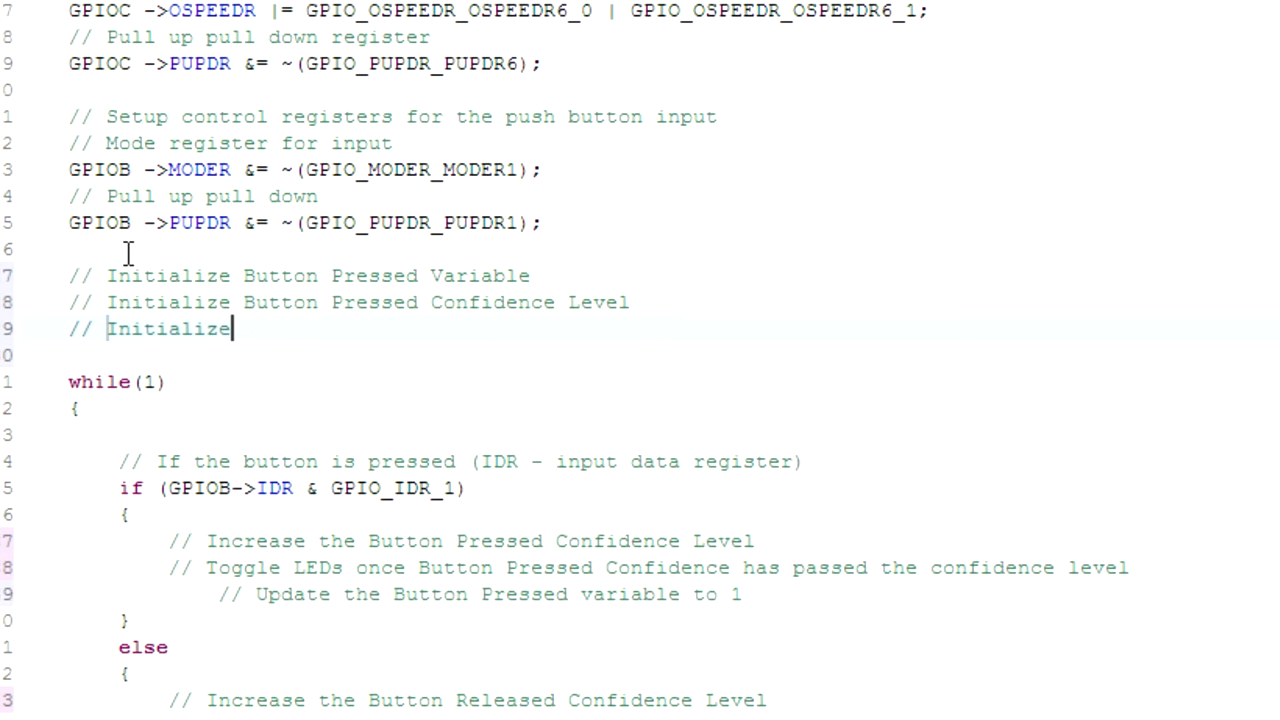 7 GPIOC ->OSPEEDR |= GPIO_OSPEEDR_OSPEEDR6_0 | GPIO_OSPEEDR_OSPEEDR6_1;
8 // Pull up pull down register
9 GPIOC ->PUPDR &= ~(GPIO_PUPDR_PUPDR6);
0
1 // Setup control registers for the push button input
2 // Mode register for input
3 GPIOB ->MODER &= ~(GPIO_MODER_MODER1);
4 // Pull up pull down
5 GPIOB ->PUPDR &= ~(GPIO_PUPDR_PUPDR1);
6
7 // Initialize Button Pressed Variable
8 // Initialize Button Pressed Confidence Level
9 // Initialize
0
1 while(1)
2 {
3
4 // If the button is pressed (IDR - input data register)
5 if (GPIOB->IDR & GPIO_IDR_1)
6 {
7 // Increase the Button Pressed Confidence Level
8 // Toggle LEDs once Button Pressed Confidence has passed the confidence level
9 // Update the Button Pressed variable to 1
0 }
1 else
2 {
3 // Increase the Button Released Confidence Level